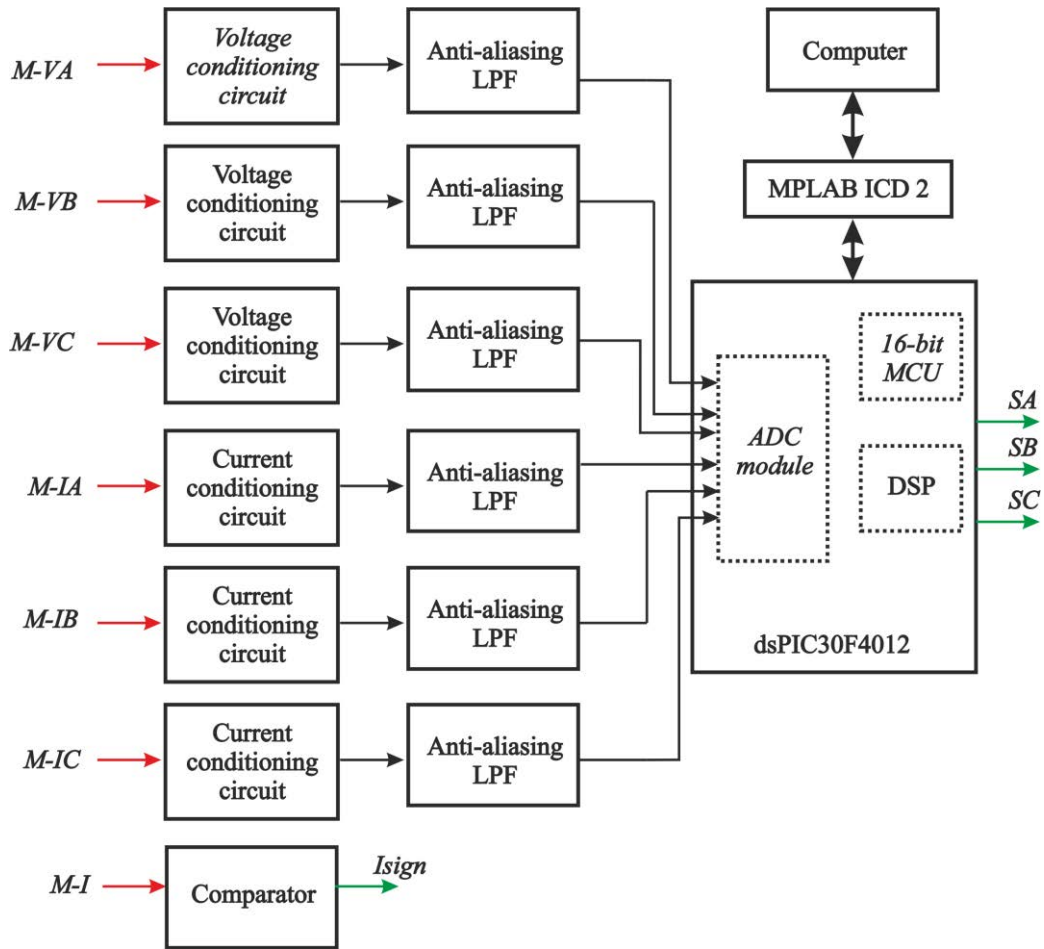 M-VA
Voltage
conditioning
circuit
Anti-aliasing
LPF
Computer
M-VB
Voltage
conditioning
circuit
Anti-aliasing
LPF
MPLAB ICD 2
M-VC
Voltage
conditioning
circuit
Anti-aliasing
LPF
16-bit
MCU
ADC
module
DSP
SA
SB
SC
dsPIC30F4012
M-IA
Current
conditioning
circuit
Anti-aliasing
LPF
M-IB
Current
conditioning
circuit
Anti-aliasing
LPF
M-IC
Current
conditioning
circuit
Anti-aliasing
LPF
M-I
Comparator
Isign